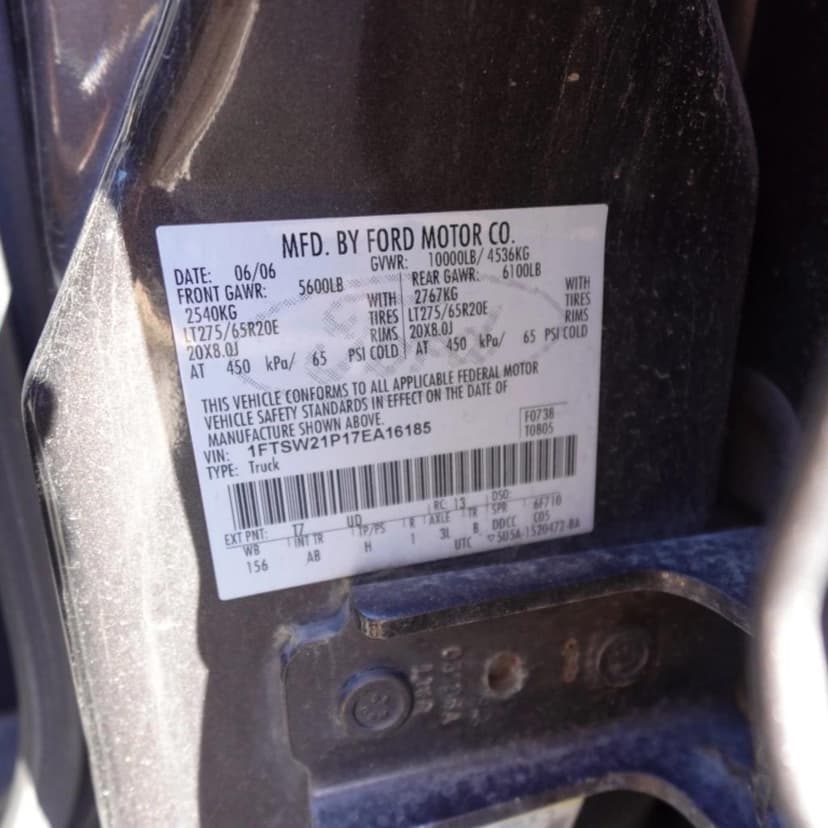 MFD. BY FORD MOTOR CO.
DATE: 06/06 GVWR: 10000LB/ 4536KG
FRONT GAWR: 5600LB REAR GAWR: 6100LB
2540KG WITH 2767KG WITH
LT275/65R20E TIRES LT275/65R20E TIRES
20X8.0J RIMS 20X8.0J RIMS
AT 450 kPa/ 65 PSI COLD AT 450 kPa/ 65 PSI COLD
THIS VEHICLE CONFORMS TO ALL APPLICABLE FEDERAL MOTOR
VEHICLE SAFETY STANDARDS IN EFFECT ON THE DATE OF
MANUFACTURE SHOWN ABOVE.
F0738
VIN: 1FTSW21P17EA16185
T0805
TYPE: Truck
EXT PNT: T7 UD RC 13 DSO:
WB INT TR TP/PS R AXLE TR SPR 6F710
156 AB H 1 3L B DDCC C05
UTC 5U5A-1520472-BA